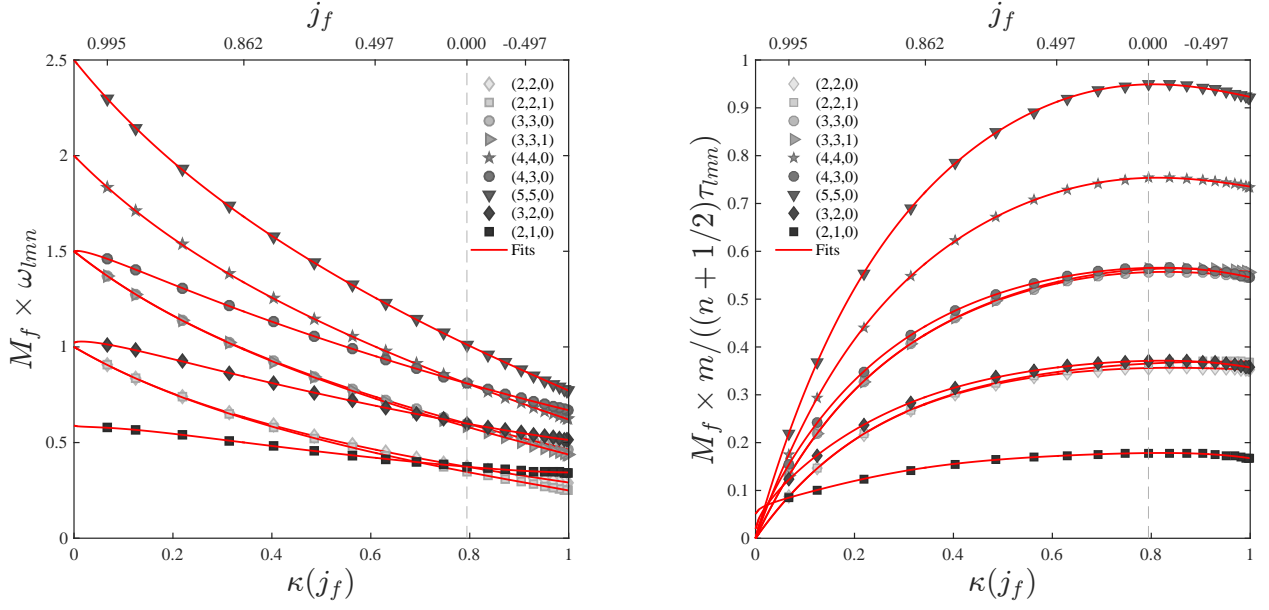 j_f
0.995 0.862 0.497 0.000 -0.497
2.5
2
1.5
1
0.5
0
M_f × ω_{lmn}
(2,2,0)
(2,2,1)
(3,3,0)
(3,3,1)
(4,4,0)
(4,3,0)
(5,5,0)
(3,2,0)
(2,1,0)
Fits
0 0.2 0.4 0.6 0.8 1
κ(j_f)
j_f
0.995 0.862 0.497 0.000 -0.497
1
0.9
0.8
0.7
0.6
0.5
0.4
0.3
0.2
0.1
0
M_f × m/((n + 1/2)τ_{lmn})
(2,2,0)
(2,2,1)
(3,3,0)
(3,3,1)
(4,4,0)
(4,3,0)
(5,5,0)
(3,2,0)
(2,1,0)
Fits
0 0.2 0.4 0.6 0.8 1
κ(j_f)